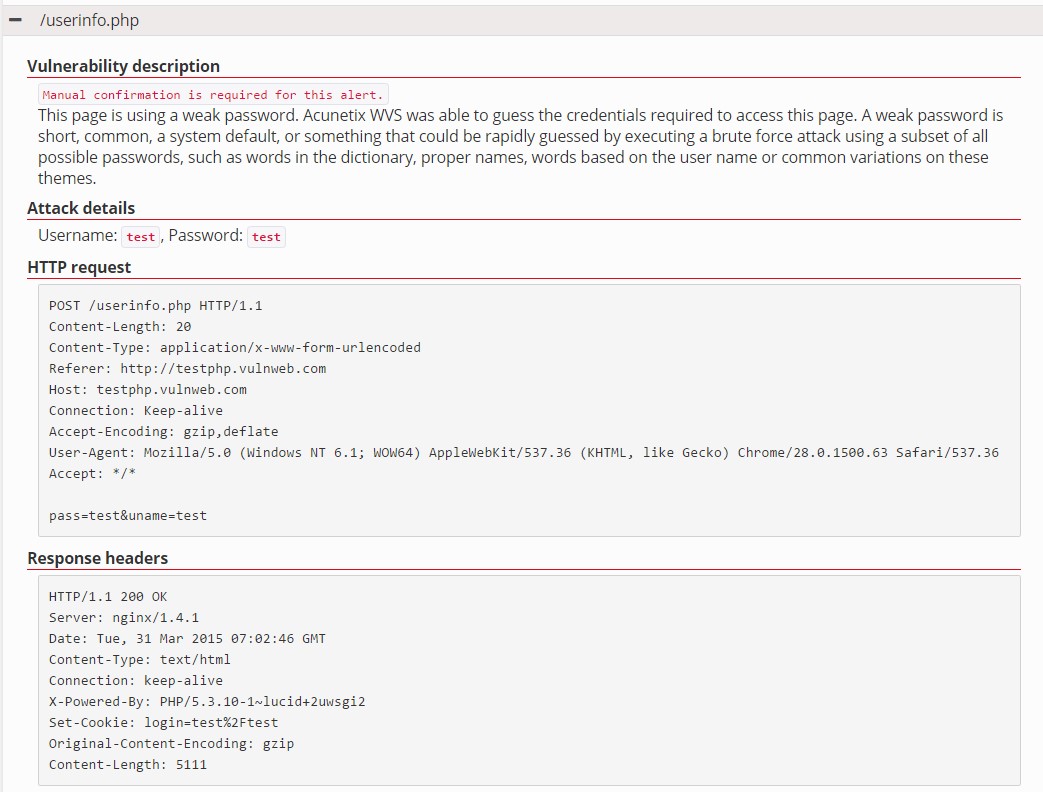 /userinfo.php
Vulnerability description
Manual confirmation is required for this alert.
This page is using a weak password. Acunetix WVS was able to guess the credentials required to access this page. A weak password is
short, common, a system default, or something that could be rapidly guessed by executing a brute force attack using a subset of all
possible passwords, such as words in the dictionary, proper names, words based on the user name or common variations on these
themes.
Attack details
Username: test, Password: test
HTTP request
POST /userinfo.php HTTP/1.1
Content-Length: 20
Content-Type: application/x-www-form-urlencoded
Referer: http://testphp.vulnweb.com
Host: testphp.vulnweb.com
Connection: Keep-alive
Accept-Encoding: gzip,deflate
User-Agent: Mozilla/5.0 (Windows NT 6.1; WOW64) AppleWebKit/537.36 (KHTML, like Gecko) Chrome/28.0.1500.63 Safari/537.36
Accept: */*
pass=test&uname=test
Response headers
HTTP/1.1 200 OK
Server: nginx/1.4.1
Date: Tue, 31 Mar 2015 07:02:46 GMT
Content-Type: text/html
Connection: keep-alive
X-Powered-By: PHP/5.3.10-1~lucid+2uwsgi2
Set-Cookie: login=test%2Ftest
Original-Content-Encoding: gzip
Content-Length: 5111